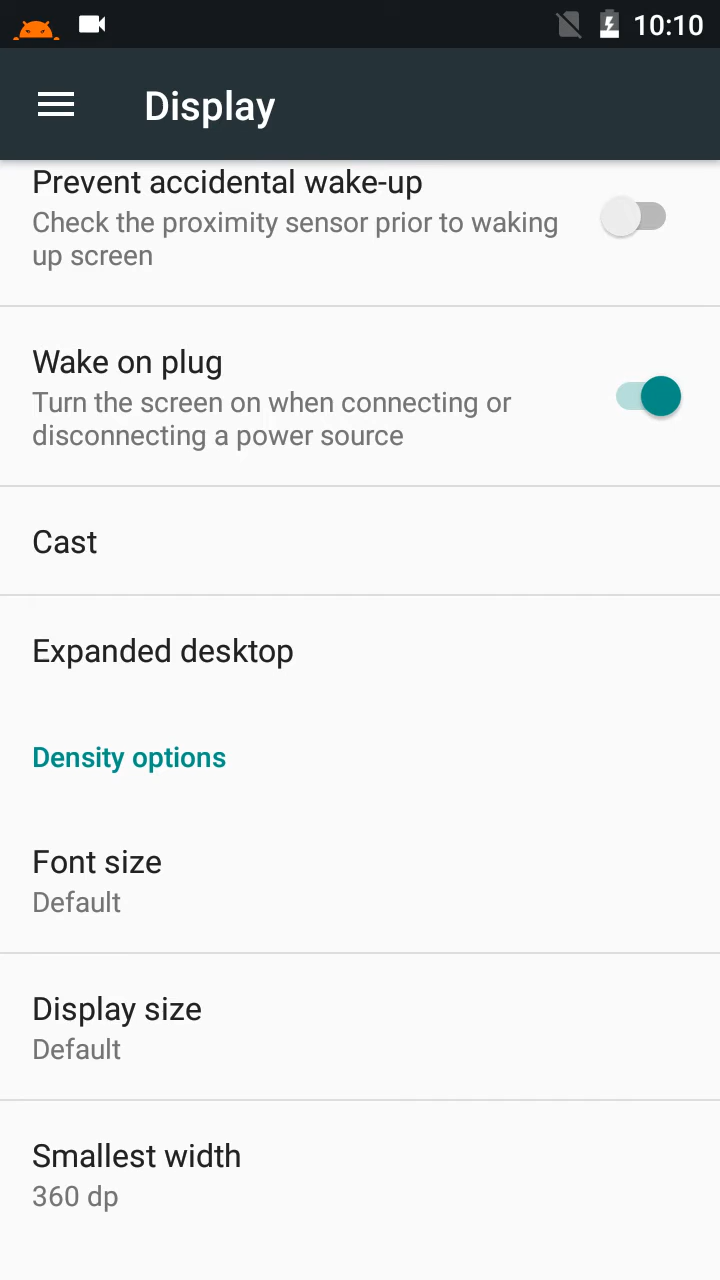 10:10
Display
Prevent accidental wake-up
Check the proximity sensor prior to waking
up screen
Wake on plug
Turn the screen on when connecting or
disconnecting a power source
Cast
Expanded desktop
Density options
Font size
Default
Display size
Default
Smallest width
360 dp